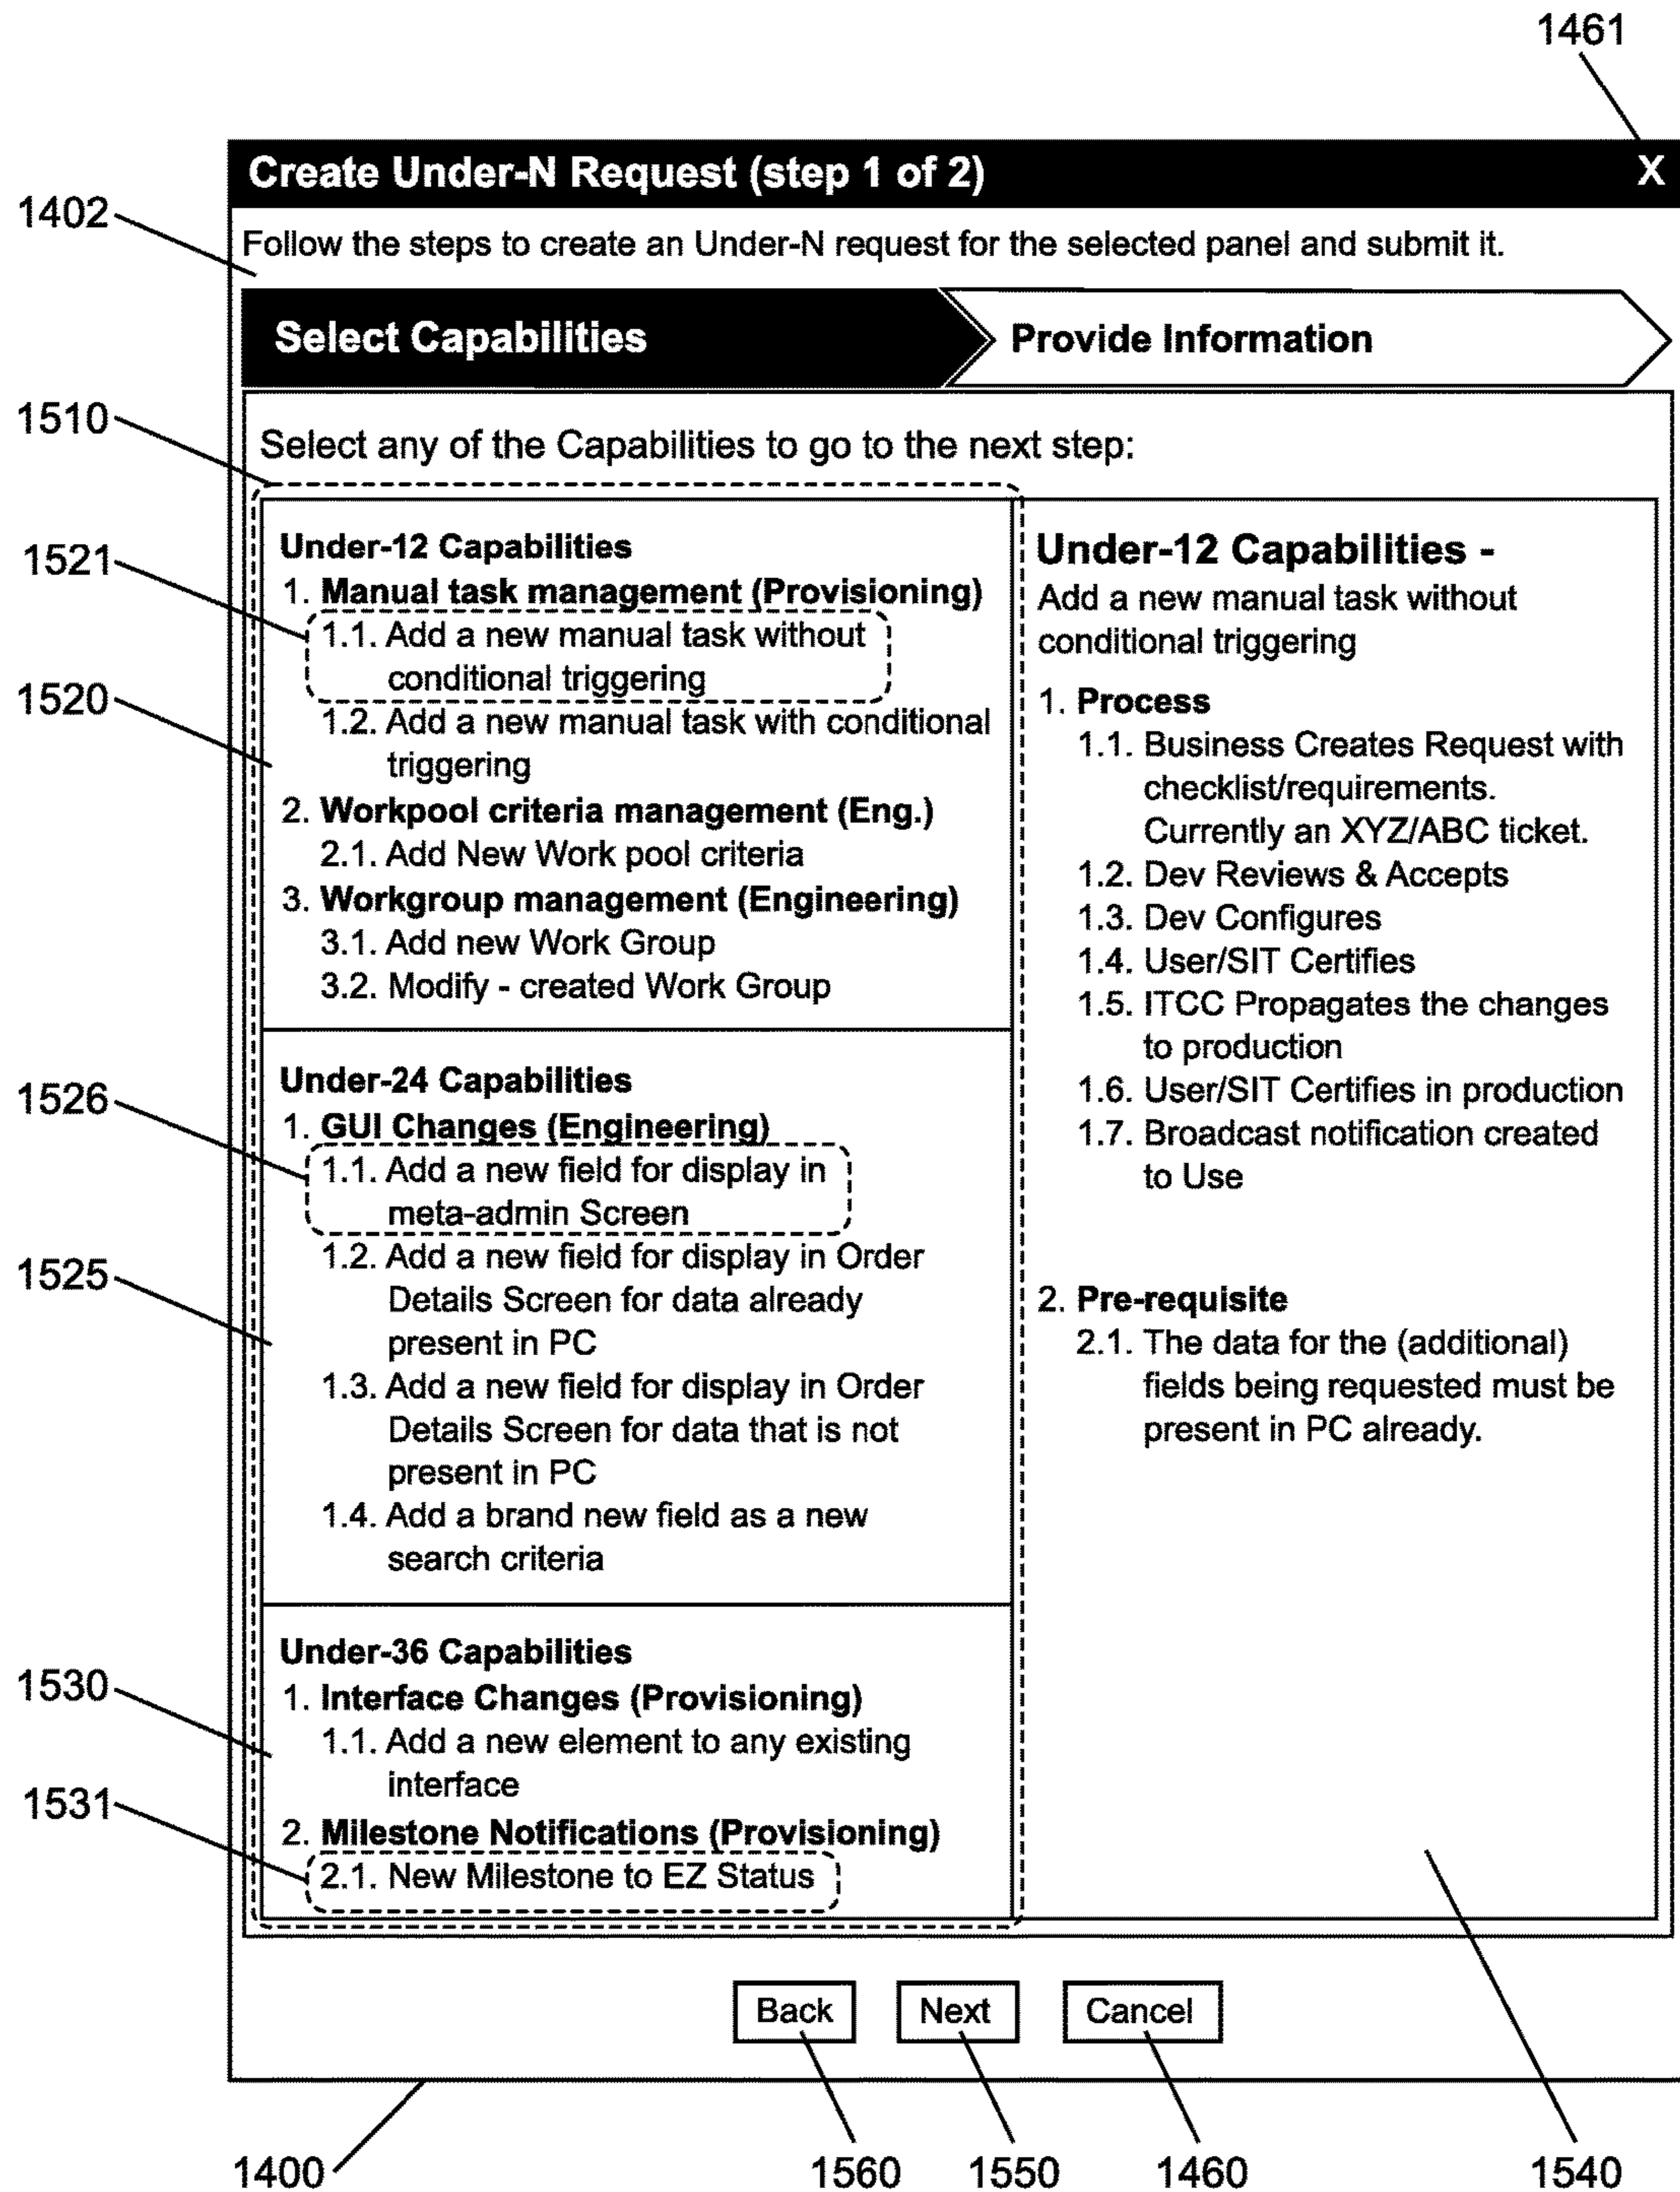 1461
Create Under-N Request (step 1 of 2)
X
1402
Follow the steps to create an Under-N request for the selected panel and submit it.
Select Capabilities
Provide Information
1510
Select any of the Capabilities to go to the next step:
1521
1520
Under-12 Capabilities
1. Manual task management (Provisioning)
1.1. Add a new manual task without
conditional triggering
1.2. Add a new manual task with conditional
triggering
2. Workpool criteria management (Eng.)
2.1. Add New Work pool criteria
3. Workgroup management (Engineering)
3.1. Add new Work Group
3.2. Modify - created Work Group
1526
1525
Under-24 Capabilities
1. GUI Changes (Engineering)
1.1. Add a new field for display in
meta-admin Screen
1.2. Add a new field for display in Order
Details Screen for data already
present in PC
1.3. Add a new field for display in Order
Details Screen for data that is not
present in PC
1.4. Add a brand new field as a new
search criteria
1530
1531
Under-36 Capabilities
1. Interface Changes (Provisioning)
1.1. Add a new element to any existing
interface
2. Milestone Notifications (Provisioning)
2.1. New Milestone to EZ Status
Under-12 Capabilities -
Add a new manual task without
conditional triggering
1. Process
1.1. Business Creates Request with
checklist/requirements.
Currently an XYZ/ABC ticket.
1.2. Dev Reviews & Accepts
1.3. Dev Configures
1.4. User/SIT Certifies
1.5. ITCC Propagates the changes
to production
1.6. User/SIT Certifies in production
1.7. Broadcast notification created
to Use
2. Pre-requisite
2.1. The data for the (additional)
fields being requested must be
present in PC already.
Back
Next
Cancel
1400
1560
1550
1460
1540